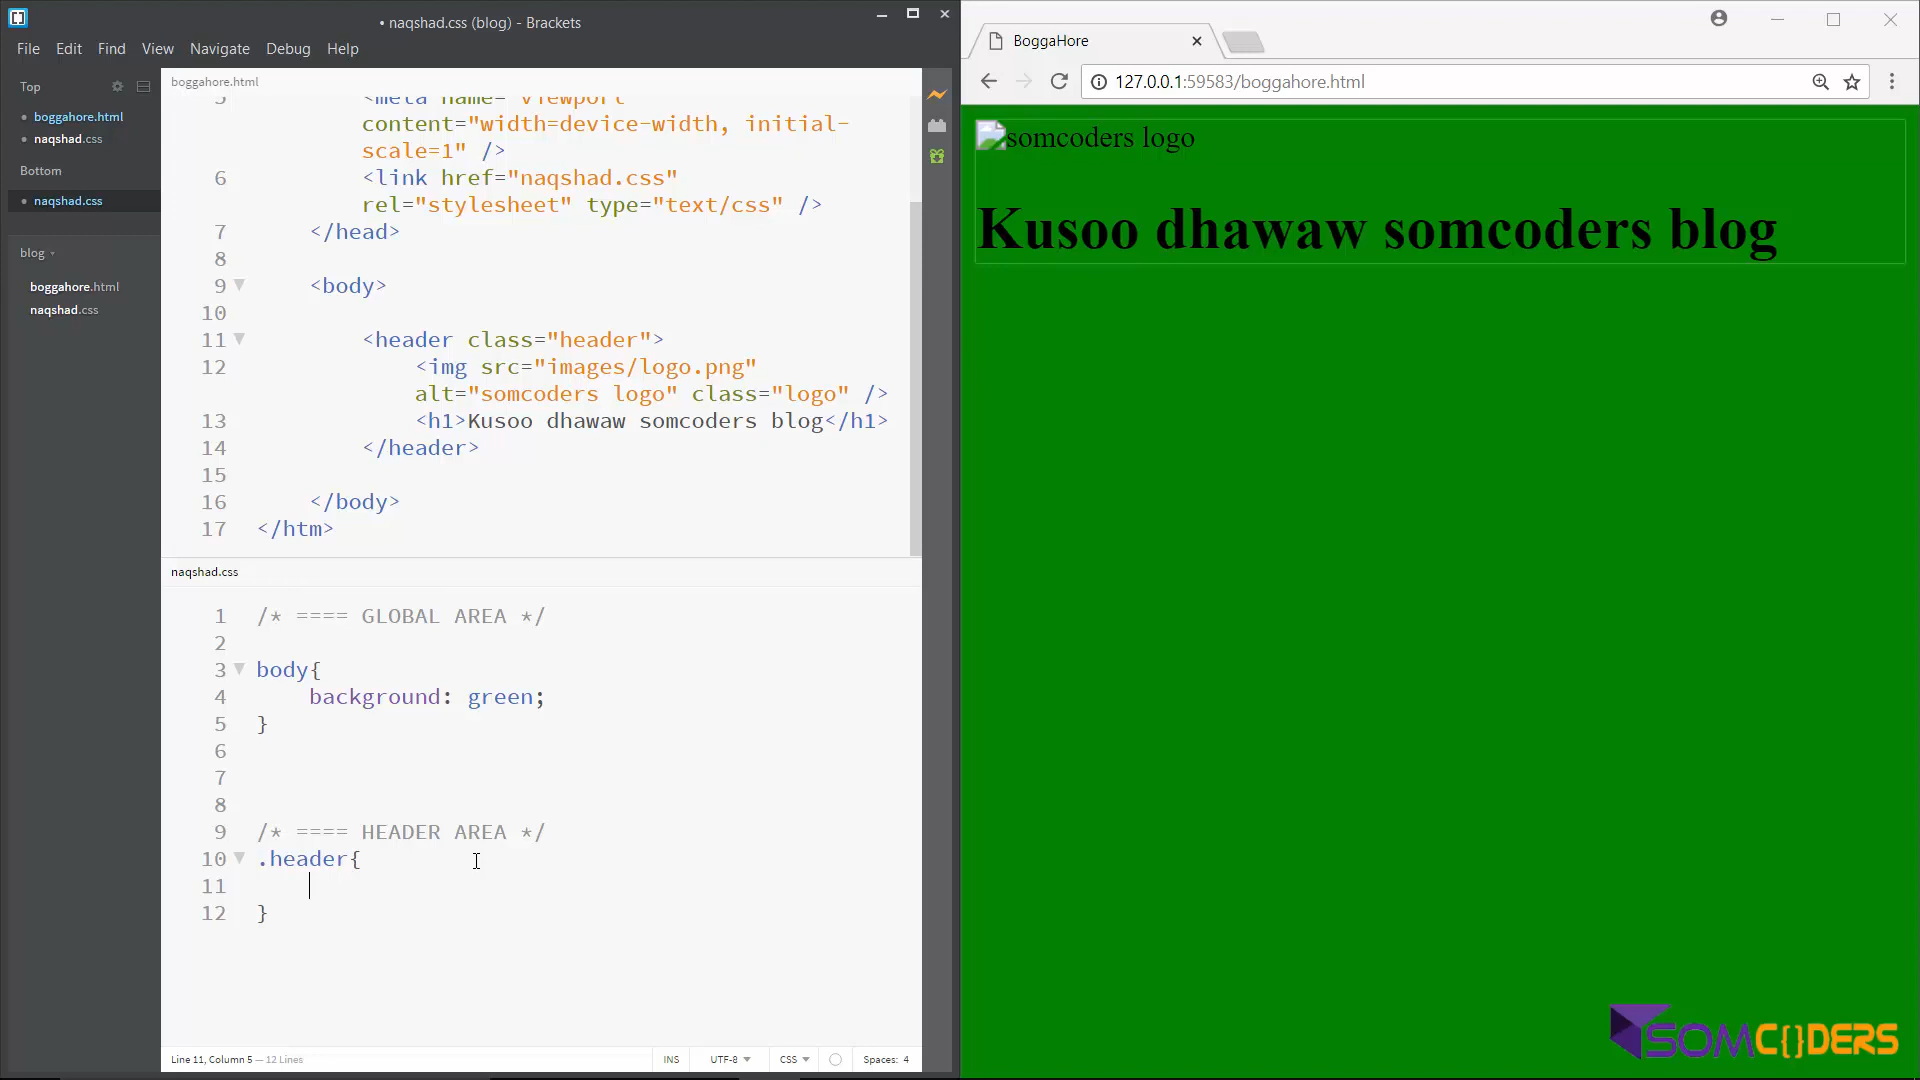 • naqshad.css (blog) - Brackets
File Edit Find View Navigate Debug Help
Top
boggahore.html
naqshad.css
Bottom
naqshad.css
blog
boggahore.html
naqshad.css
boggahore.html
5 <meta name="viewport"
content="width=device-width, initial-
scale=1" />
6 <link href="naqshad.css"
rel="stylesheet" type="text/css" />
7 </head>
8
9 <body>
10
11 <header class="header">
12 <img src="images/logo.png"
alt="somcoders logo" class="logo" />
13 <h1>Kusoo dhawaw somcoders blog</h1>
14 </header>
15
16 </body>
17 </htm>
naqshad.css
1 /* ==== GLOBAL AREA */
2
3 body{
4 background: green;
5 }
6
7
8
9 /* ==== HEADER AREA */
10 .header{
11
12 }
Line 11, Column 5 — 12 Lines
INS UTF-8 CSS Spaces: 4
BoggaHore
127.0.0.1:59583/boggahore.html
somcoders logo
Kusoo dhawaw somcoders blog
SOMC{}DERS